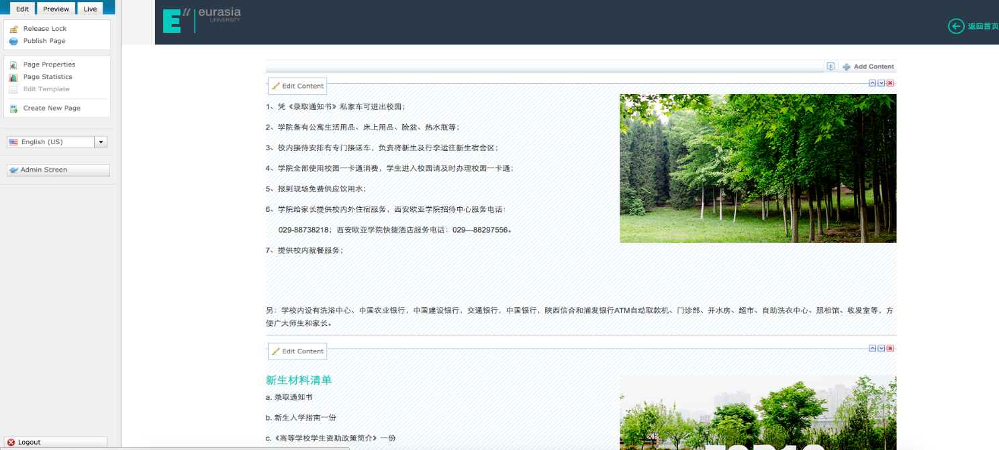 Edit Preview Live
Release Lock
Publish Page
Page Properties
Page Statistics
Edit Template
Create New Page
English (US)
Admin Screen
Logout
EU eurasia
UNIVERSITY
返回首页
Add Content
Edit Content
1、凭《录取通知书》私家车可进出校园；
2、学院备有公寓生活用品、床上用品、脸盆、热水瓶等；
3、校内接待安排有专门接送车，负责将新生及行李运往新生宿舍区；
4、学院全部使用校园一卡通消费，学生进入校园请及时办理校园一卡通；
5、报到现场免费供应饮用水；
6、学院给家长提供校内外住宿服务，西安欧亚学院招待中心服务电话：
029-88738218；西安欧亚学院快捷酒店服务电话：029—88297556。
7、提供校内就餐服务；
另：学校内设有洗浴中心、中国农业银行，中国建设银行，交通银行，中国银行，陕西信合和浦发银行ATM自动取款机、门诊部、开水房、超市、自助洗衣中心、照相馆、收发室等，方
便广大师生和家长。
Edit Content
新生材料清单
a. 录取通知书
b. 新生入学指南一份
c.《高等学校学生资助政策简介》一份